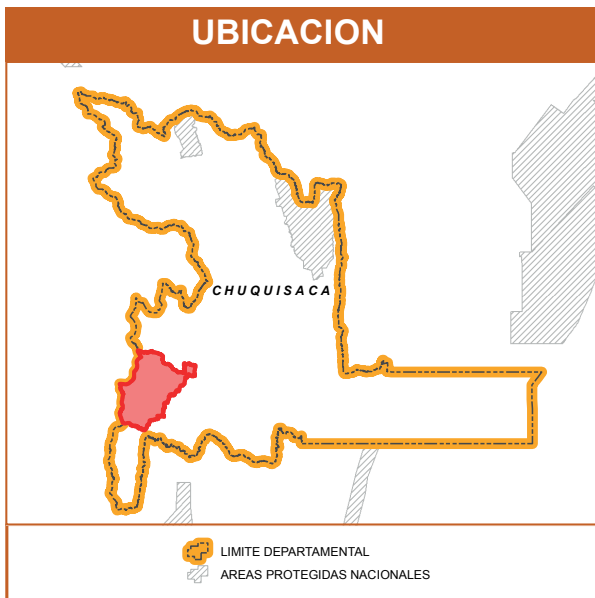 UBICACION
CHUQUISACA
LIMITE DEPARTAMENTAL
AREAS PROTEGIDAS NACIONALES